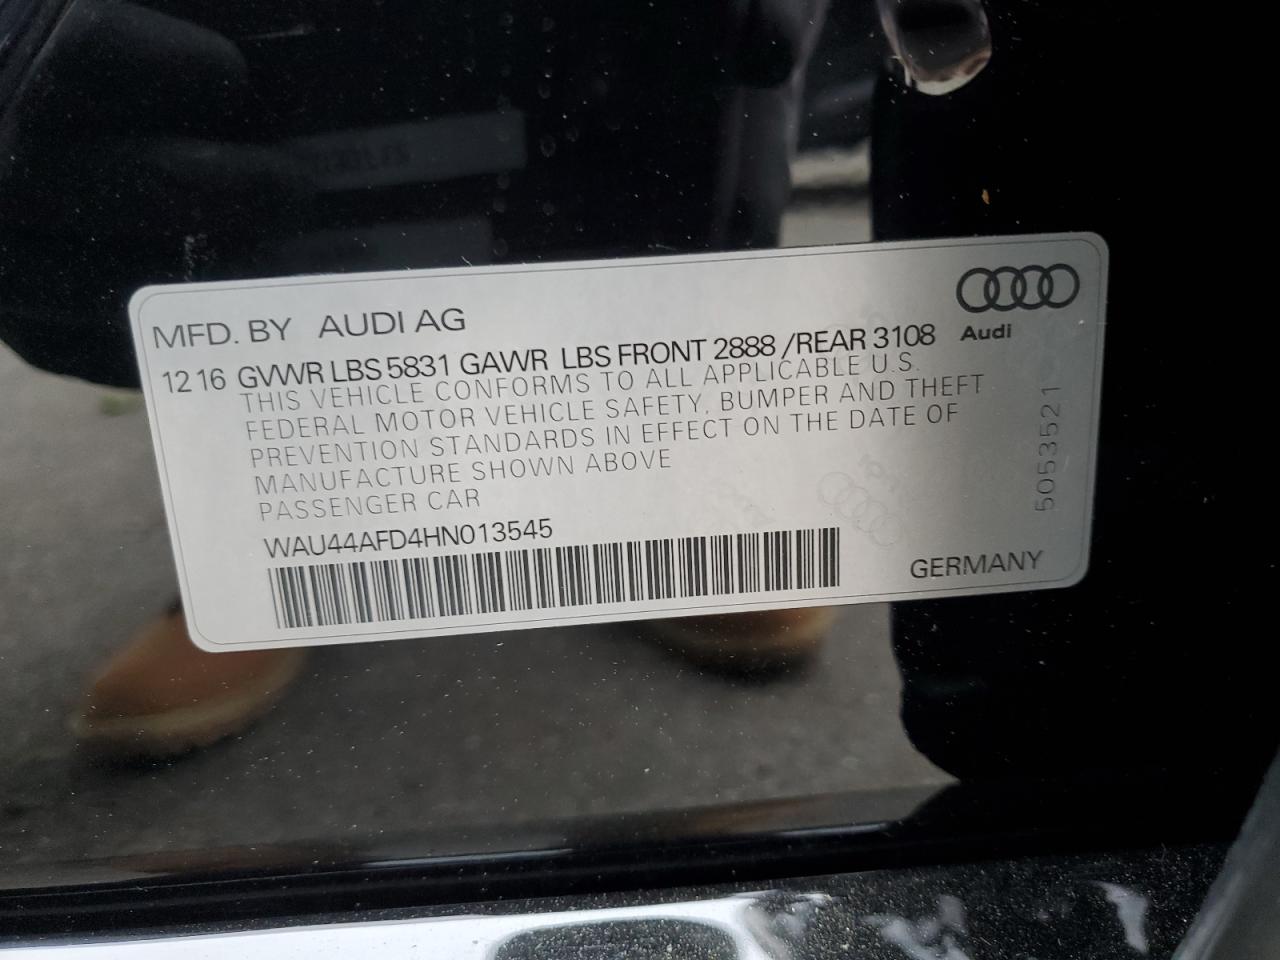 MFD. BY AUDI AG
Audi
12 16 GVWR LBS 5831 GAWR LBS FRONT 2888 /REAR 3108
THIS VEHICLE CONFORMS TO ALL APPLICABLE U.S.
FEDERAL MOTOR VEHICLE SAFETY, BUMPER AND THEFT
PREVENTION STANDARDS IN EFFECT ON THE DATE OF
MANUFACTURE SHOWN ABOVE
PASSENGER CAR
WAU44AFD4HN013545
GERMANY
5053521